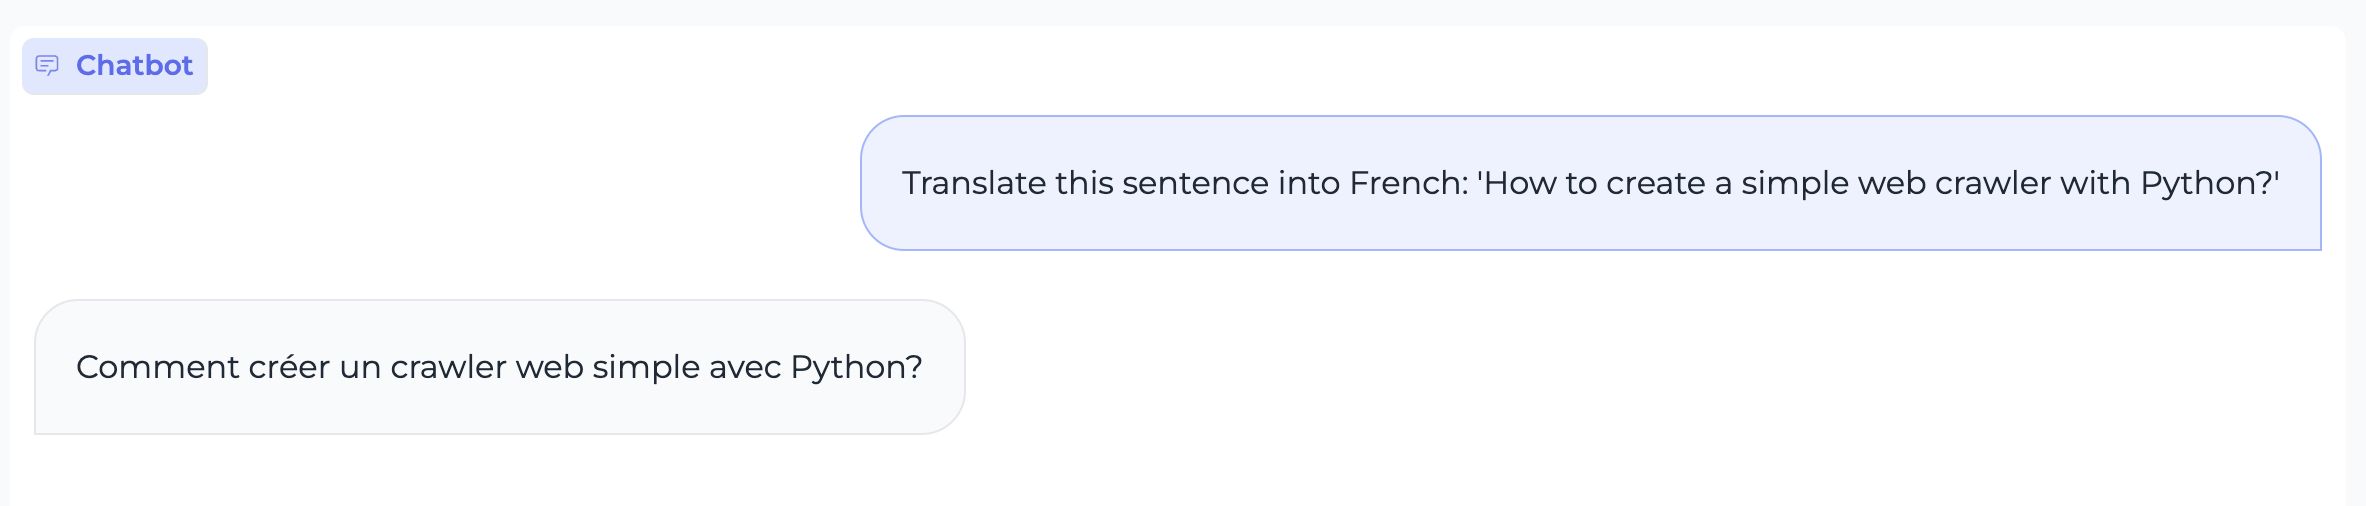 Chatbot
Translate this sentence into French: 'How to create a simple web crawler with Python?'
Comment créer un crawler web simple avec Python?